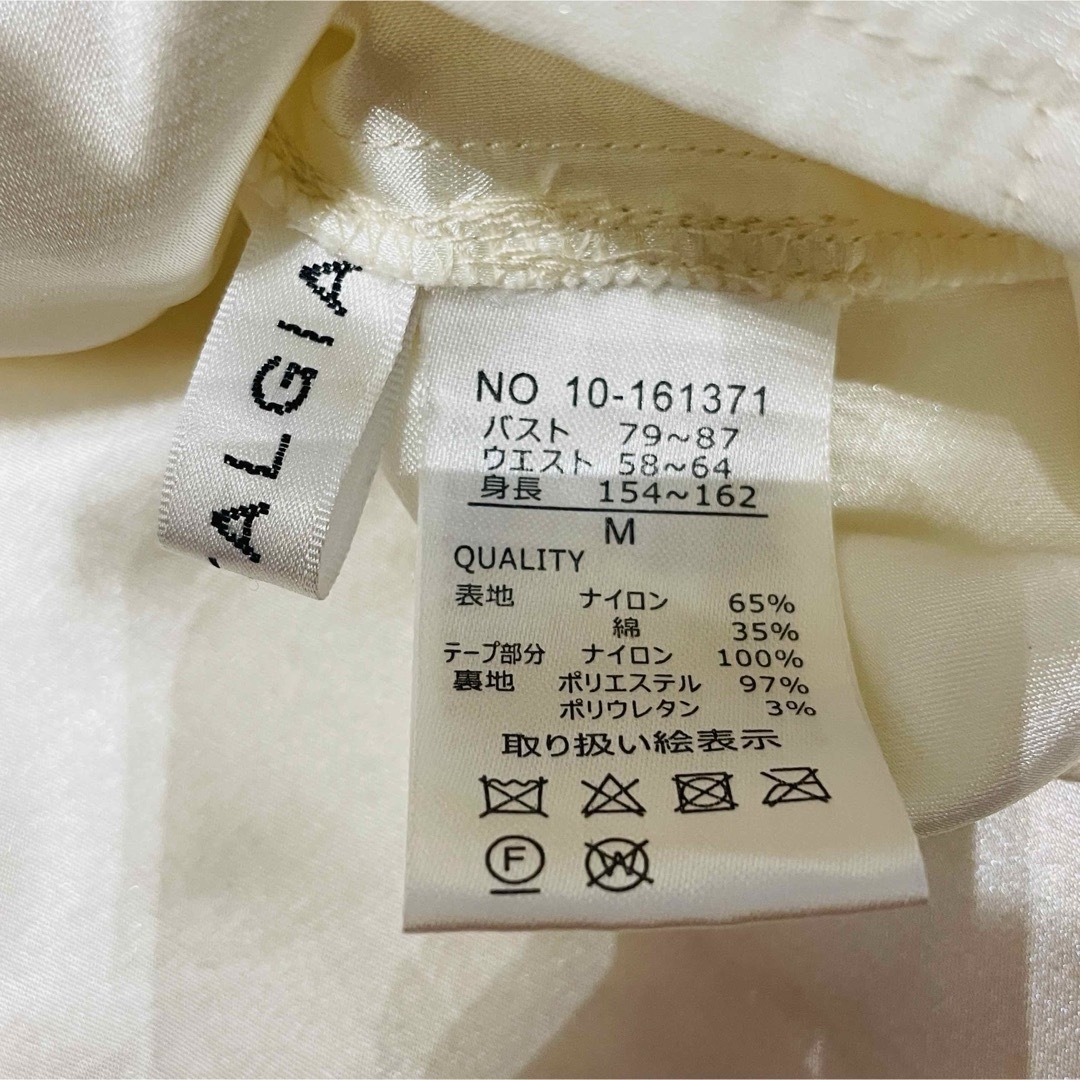 ALGIA
NO 10-161371
バスト 79~87
ウエスト 58~64
身長 154~162
M
QUALITY
表地 ナイロン 65%
綿 35%
テープ部分 ナイロン 100%
裏地 ポリエステル 97%
ポリウレタン 3%
取り扱い絵表示
F
W